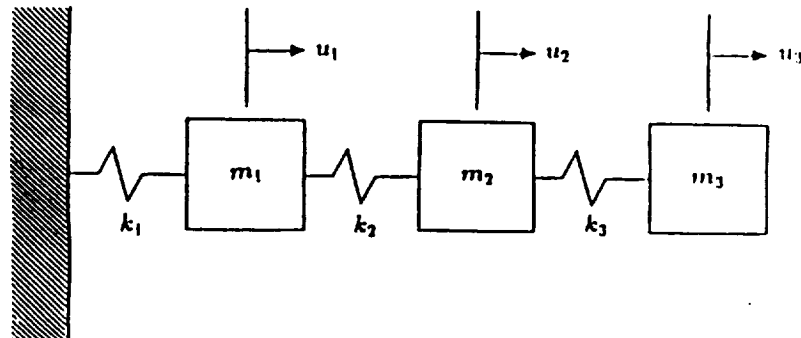 u₁ u₂ u₃
m₁ m₂ m₃
k₁ k₂ k₃